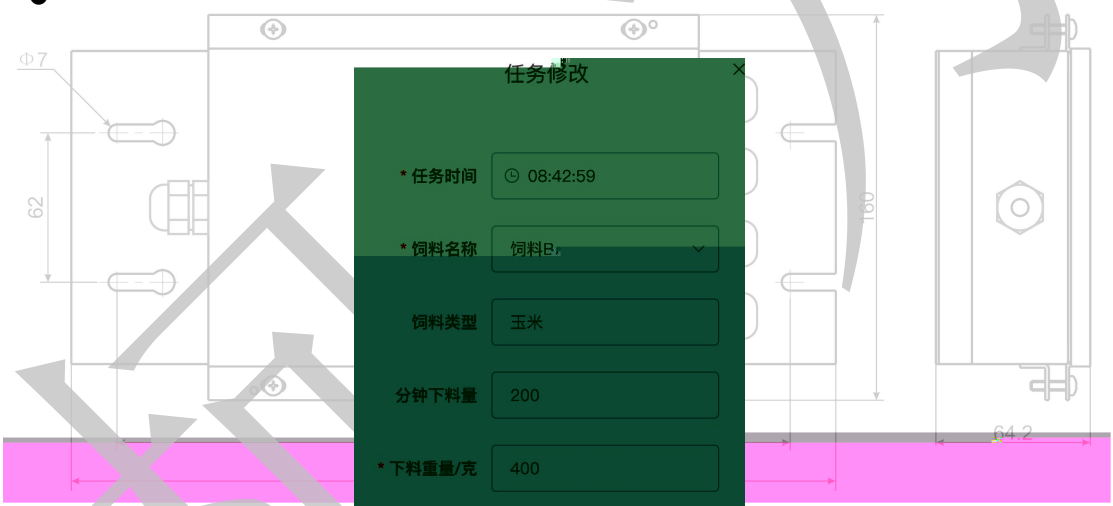 Φ7
任务修改
* 任务时间 08:42:59
62
160
* 饲料名称 饲料B
饲料类型 玉米
分钟下料量 200
64.2
* 下料重量/克 400